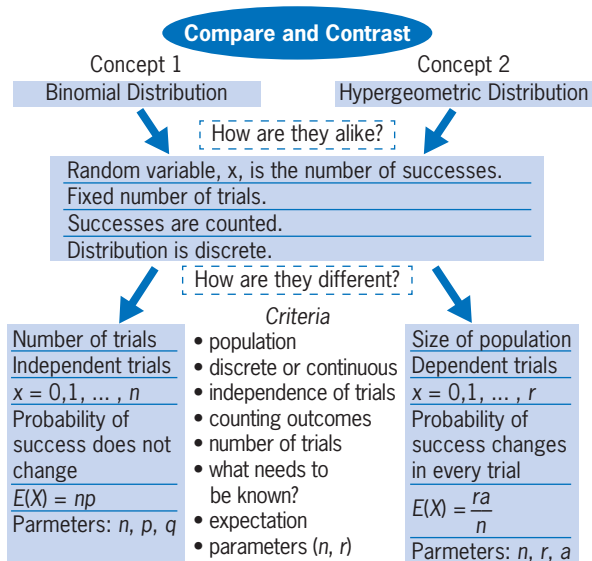 Compare and Contrast
Concept 1
Binomial Distribution
Concept 2
Hypergeometric Distribution
How are they alike?
Random variable, x, is the number of successes.
Fixed number of trials.
Successes are counted.
Distribution is discrete.
How are they different?
Number of trials
Independent trials
x = 0,1, ... , n
Probability of
success does not
change
E(X) = np
Parmeters: n, p, q
Criteria
• population
• discrete or continuous
• independence of trials
• counting outcomes
• number of trials
• what needs to
be known?
• expectation
• parameters (n, r)
Size of population
Dependent trials
x = 0,1, ... , r
Probability of
success changes
in every trial
E(X) = ra/n
Parmeters: n, r, a